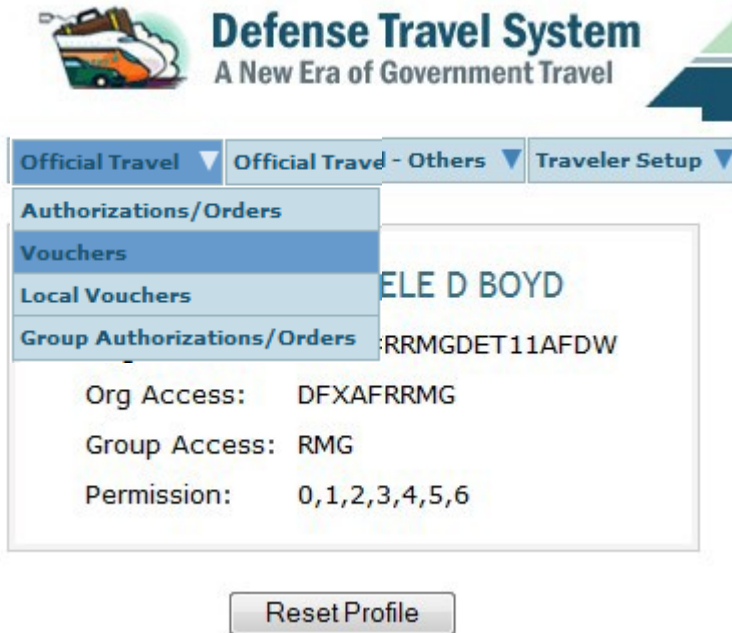 Defense Travel System
A New Era of Government Travel
Official Travel Official Trave - Others Traveler Setup
Authorizations/Orders
Vouchers
Local Vouchers
Group Authorizations/Orders
ELE D BOYD
RRMGDET11AFDW
Org Access: DFXAFRRMG
Group Access: RMG
Permission: 0,1,2,3,4,5,6
Reset Profile